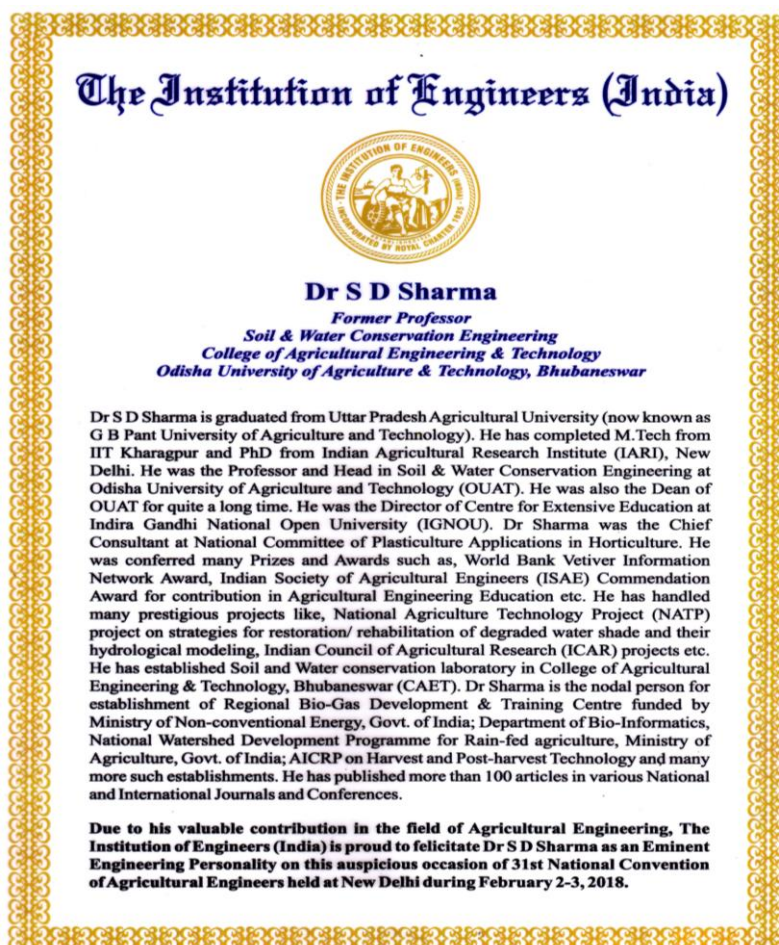 The Institution of Engineers (India)
THE INSTITUTION OF ENGINEERS (INDIA)
INCORPORATED BY ROYAL CHARTER 1935
Dr S D Sharma
Former Professor
Soil & Water Conservation Engineering
College of Agricultural Engineering & Technology
Odisha University of Agriculture & Technology, Bhubaneswar
Dr S D Sharma is graduated from Uttar Pradesh Agricultural University (now known as
G B Pant University of Agriculture and Technology). He has completed M.Tech from
IIT Kharagpur and PhD from Indian Agricultural Research Institute (IARI), New
Delhi. He was the Professor and Head in Soil & Water Conservation Engineering at
Odisha University of Agriculture and Technology (OUAT). He was also the Dean of
OUAT for quite a long time. He was the Director of Centre for Extensive Education at
Indira Gandhi National Open University (IGNOU). Dr Sharma was the Chief
Consultant at National Committee of Plasticulture Applications in Horticulture. He
was conferred many Prizes and Awards such as, World Bank Vetiver Information
Network Award, Indian Society of Agricultural Engineers (ISAE) Commendation
Award for contribution in Agricultural Engineering Education etc. He has handled
many prestigious projects like, National Agriculture Technology Project (NATP)
project on strategies for restoration/ rehabilitation of degraded water shade and their
hydrological modeling, Indian Council of Agricultural Research (ICAR) projects etc.
He has established Soil and Water conservation laboratory in College of Agricultural
Engineering & Technology, Bhubaneswar (CAET). Dr Sharma is the nodal person for
establishment of Regional Bio-Gas Development & Training Centre funded by
Ministry of Non-conventional Energy, Govt. of India; Department of Bio-Informatics,
National Watershed Development Programme for Rain-fed agriculture, Ministry of
Agriculture, Govt. of India; AICRP on Harvest and Post-harvest Technology and many
more such establishments. He has published more than 100 articles in various National
and International Journals and Conferences.
Due to his valuable contribution in the field of Agricultural Engineering, The
Institution of Engineers (India) is proud to felicitate Dr S D Sharma as an Eminent
Engineering Personality on this auspicious occasion of 31st National Convention
of Agricultural Engineers held at New Delhi during February 2-3, 2018.